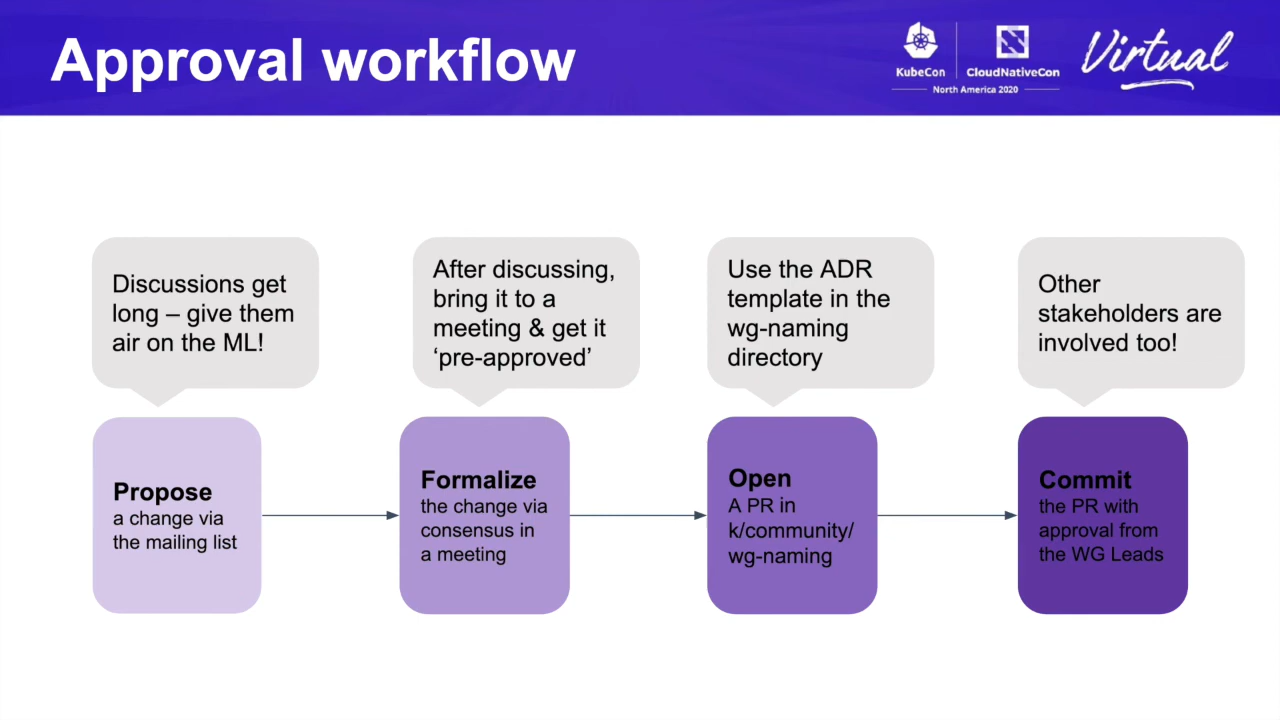 Approval workflow
KubeCon
CloudNativeCon
North America 2020
Virtual
Discussions get
long – give them
air on the ML!
After discussing,
bring it to a
meeting & get it
‘pre-approved’
Use the ADR
template in the
wg-naming
directory
Other
stakeholders are
involved too!
Propose
a change via
the mailing list
Formalize
the change via
consensus in
a meeting
Open
A PR in
k/community/
wg-naming
Commit
the PR with
approval from
the WG Leads